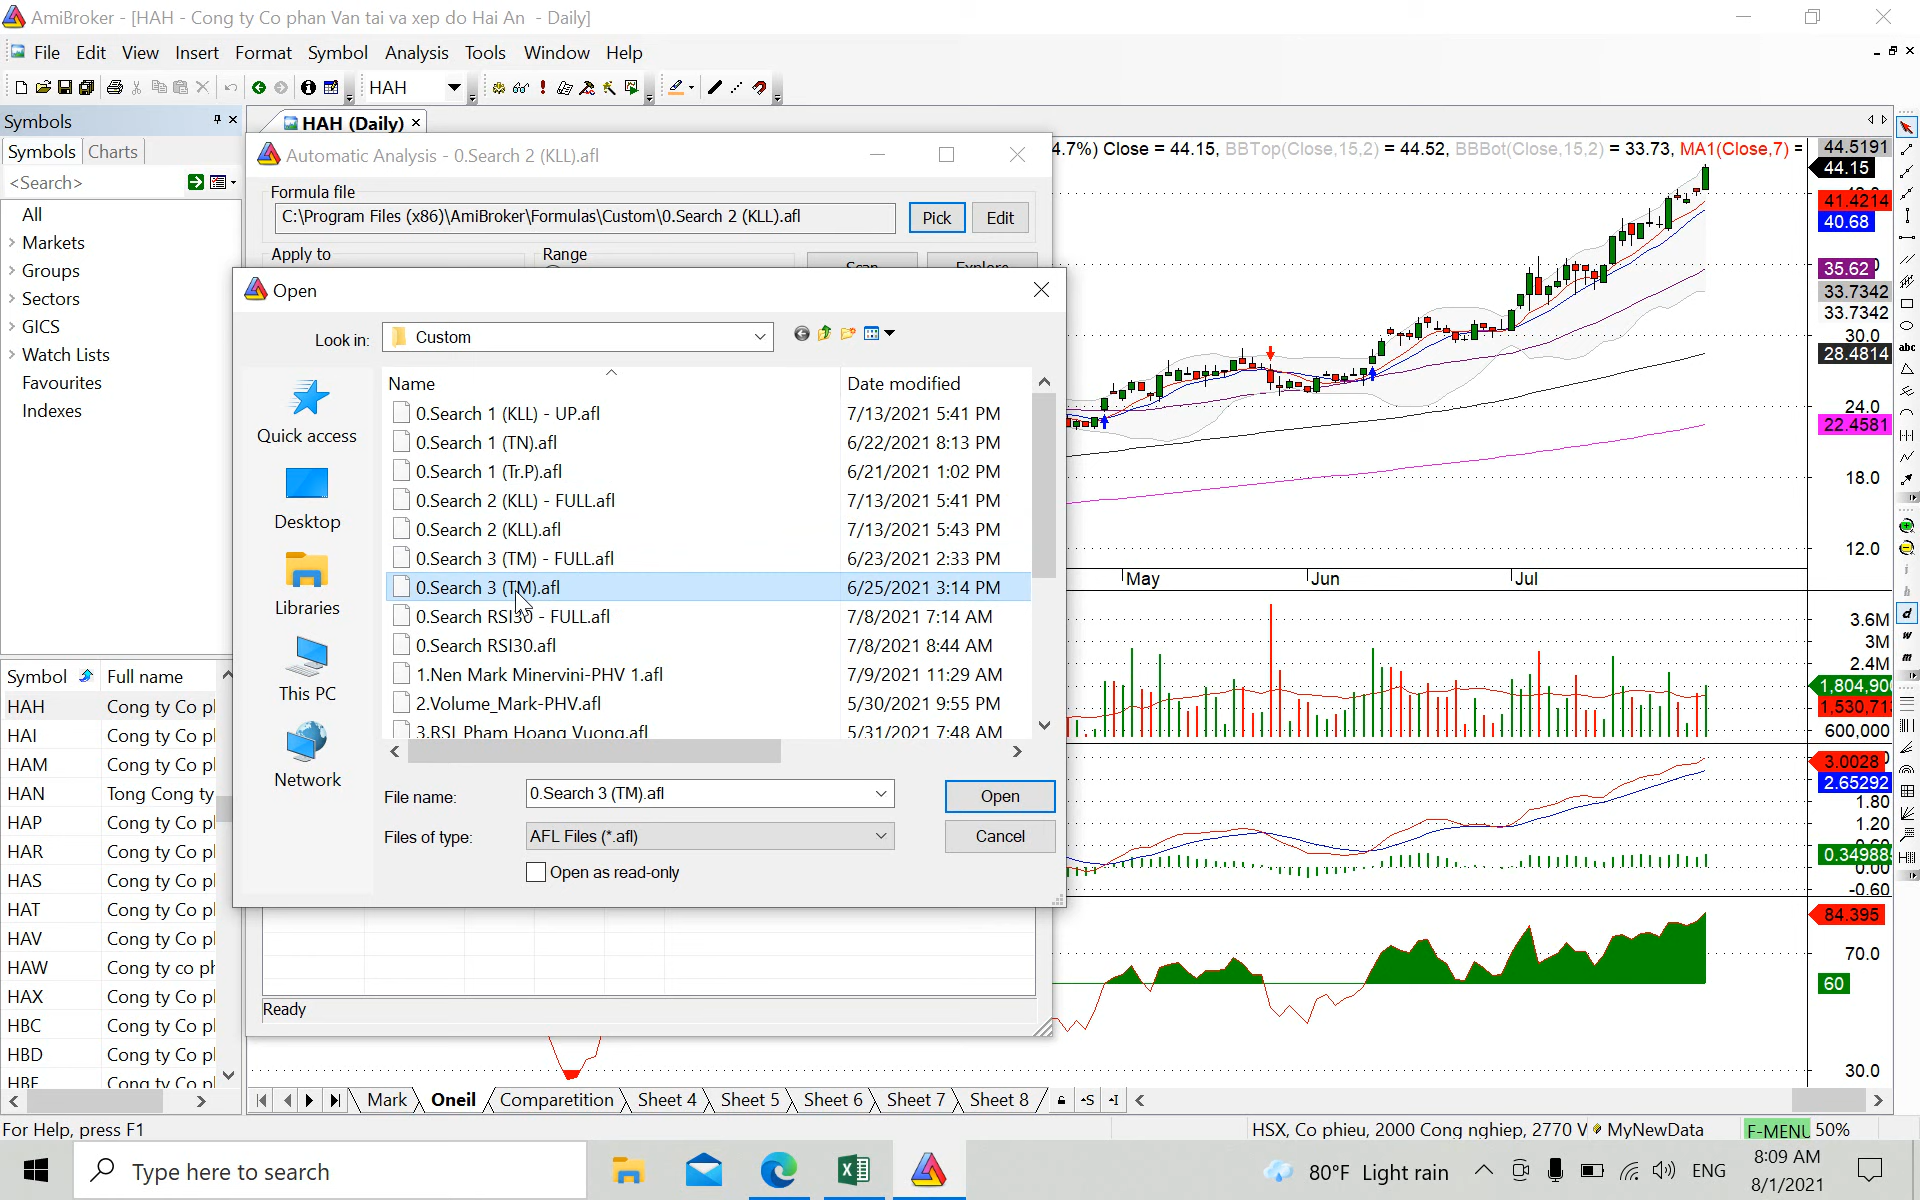 AmiBroker - [HAH - Cong ty Co phan Van tai va xep do Hai An - Daily]
File Edit View Insert Format Symbol Analysis Tools Window Help
HAH
Symbols
HAH (Daily)
Symbols Charts
<Search>
All
Markets
Groups
Sectors
GICS
Watch Lists
Favourites
Indexes
Automatic Analysis - 0.Search 2 (KLL).afl
Formula file
C:\Program Files (x86)\AmiBroker\Formulas\Custom\0.Search 2 (KLL).afl
Pick Edit
Apply to Range
4.7%) Close = 44.15, BBTop(Close,15,2) = 44.52, BBBot(Close,15,2) = 33.73, MA1(Close,7) =
Open
Look in: Custom
Name Date modified
0.Search 1 (KLL) - UP.afl 7/13/2021 5:41 PM
0.Search 1 (TN).afl 6/22/2021 8:13 PM
0.Search 1 (Tr.P).afl 6/21/2021 1:02 PM
0.Search 2 (KLL) - FULL.afl 7/13/2021 5:41 PM
0.Search 2 (KLL).afl 7/13/2021 5:43 PM
0.Search 3 (TM) - FULL.afl 6/23/2021 2:33 PM
0.Search 3 (TM).afl 6/25/2021 3:14 PM
0.Search RSI30 - FULL.afl 7/8/2021 7:14 AM
0.Search RSI30.afl 7/8/2021 8:44 AM
1.Nen Mark Minervini-PHV 1.afl 7/9/2021 11:29 AM
2.Volume_Mark-PHV.afl 5/30/2021 9:55 PM
3.RSI Pham Hoang Vuong.afl 5/31/2021 7:48 AM
Quick access
Desktop
Libraries
This PC
Network
File name: 0.Search 3 (TM).afl Open
Files of type: AFL Files (*.afl) Cancel
Open as read-only
Ready
44.5191
44.15
41.4214
40.68
35.62
33.7342
33.7342
30.0
28.4814
24.0
22.4581
18.0
12.0
May Jun Jul
3.6M
3M
2.4M
1,804,90
1,530,71
600,000
3.0028
2.65292
1.80
1.20
0.34988
0.00
-0.60
84.395
70.0
60
30.0
abc
d
w
m
Symbol Full name
HAH Cong ty Co pl
HAI Cong ty Co pl
HAM Cong ty Co pl
HAN Tong Cong ty
HAP Cong ty Co pl
HAR Cong ty Co pl
HAS Cong ty Co pl
HAT Cong ty Co pl
HAV Cong ty Co pl
HAW Cong ty co ph
HAX Cong ty Co pl
HBC Cong ty Co pl
HBD Cong ty Co pl
HBE Cong ty Co pl
Mark Oneil Comparetition Sheet 4 Sheet 5 Sheet 6 Sheet 7 Sheet 8
For Help, press F1
HSX, Co phieu, 2000 Cong nghiep, 2770 V MyNewData F-MENU 50%
Type here to search
80°F Light rain ENG
8:09 AM
8/1/2021